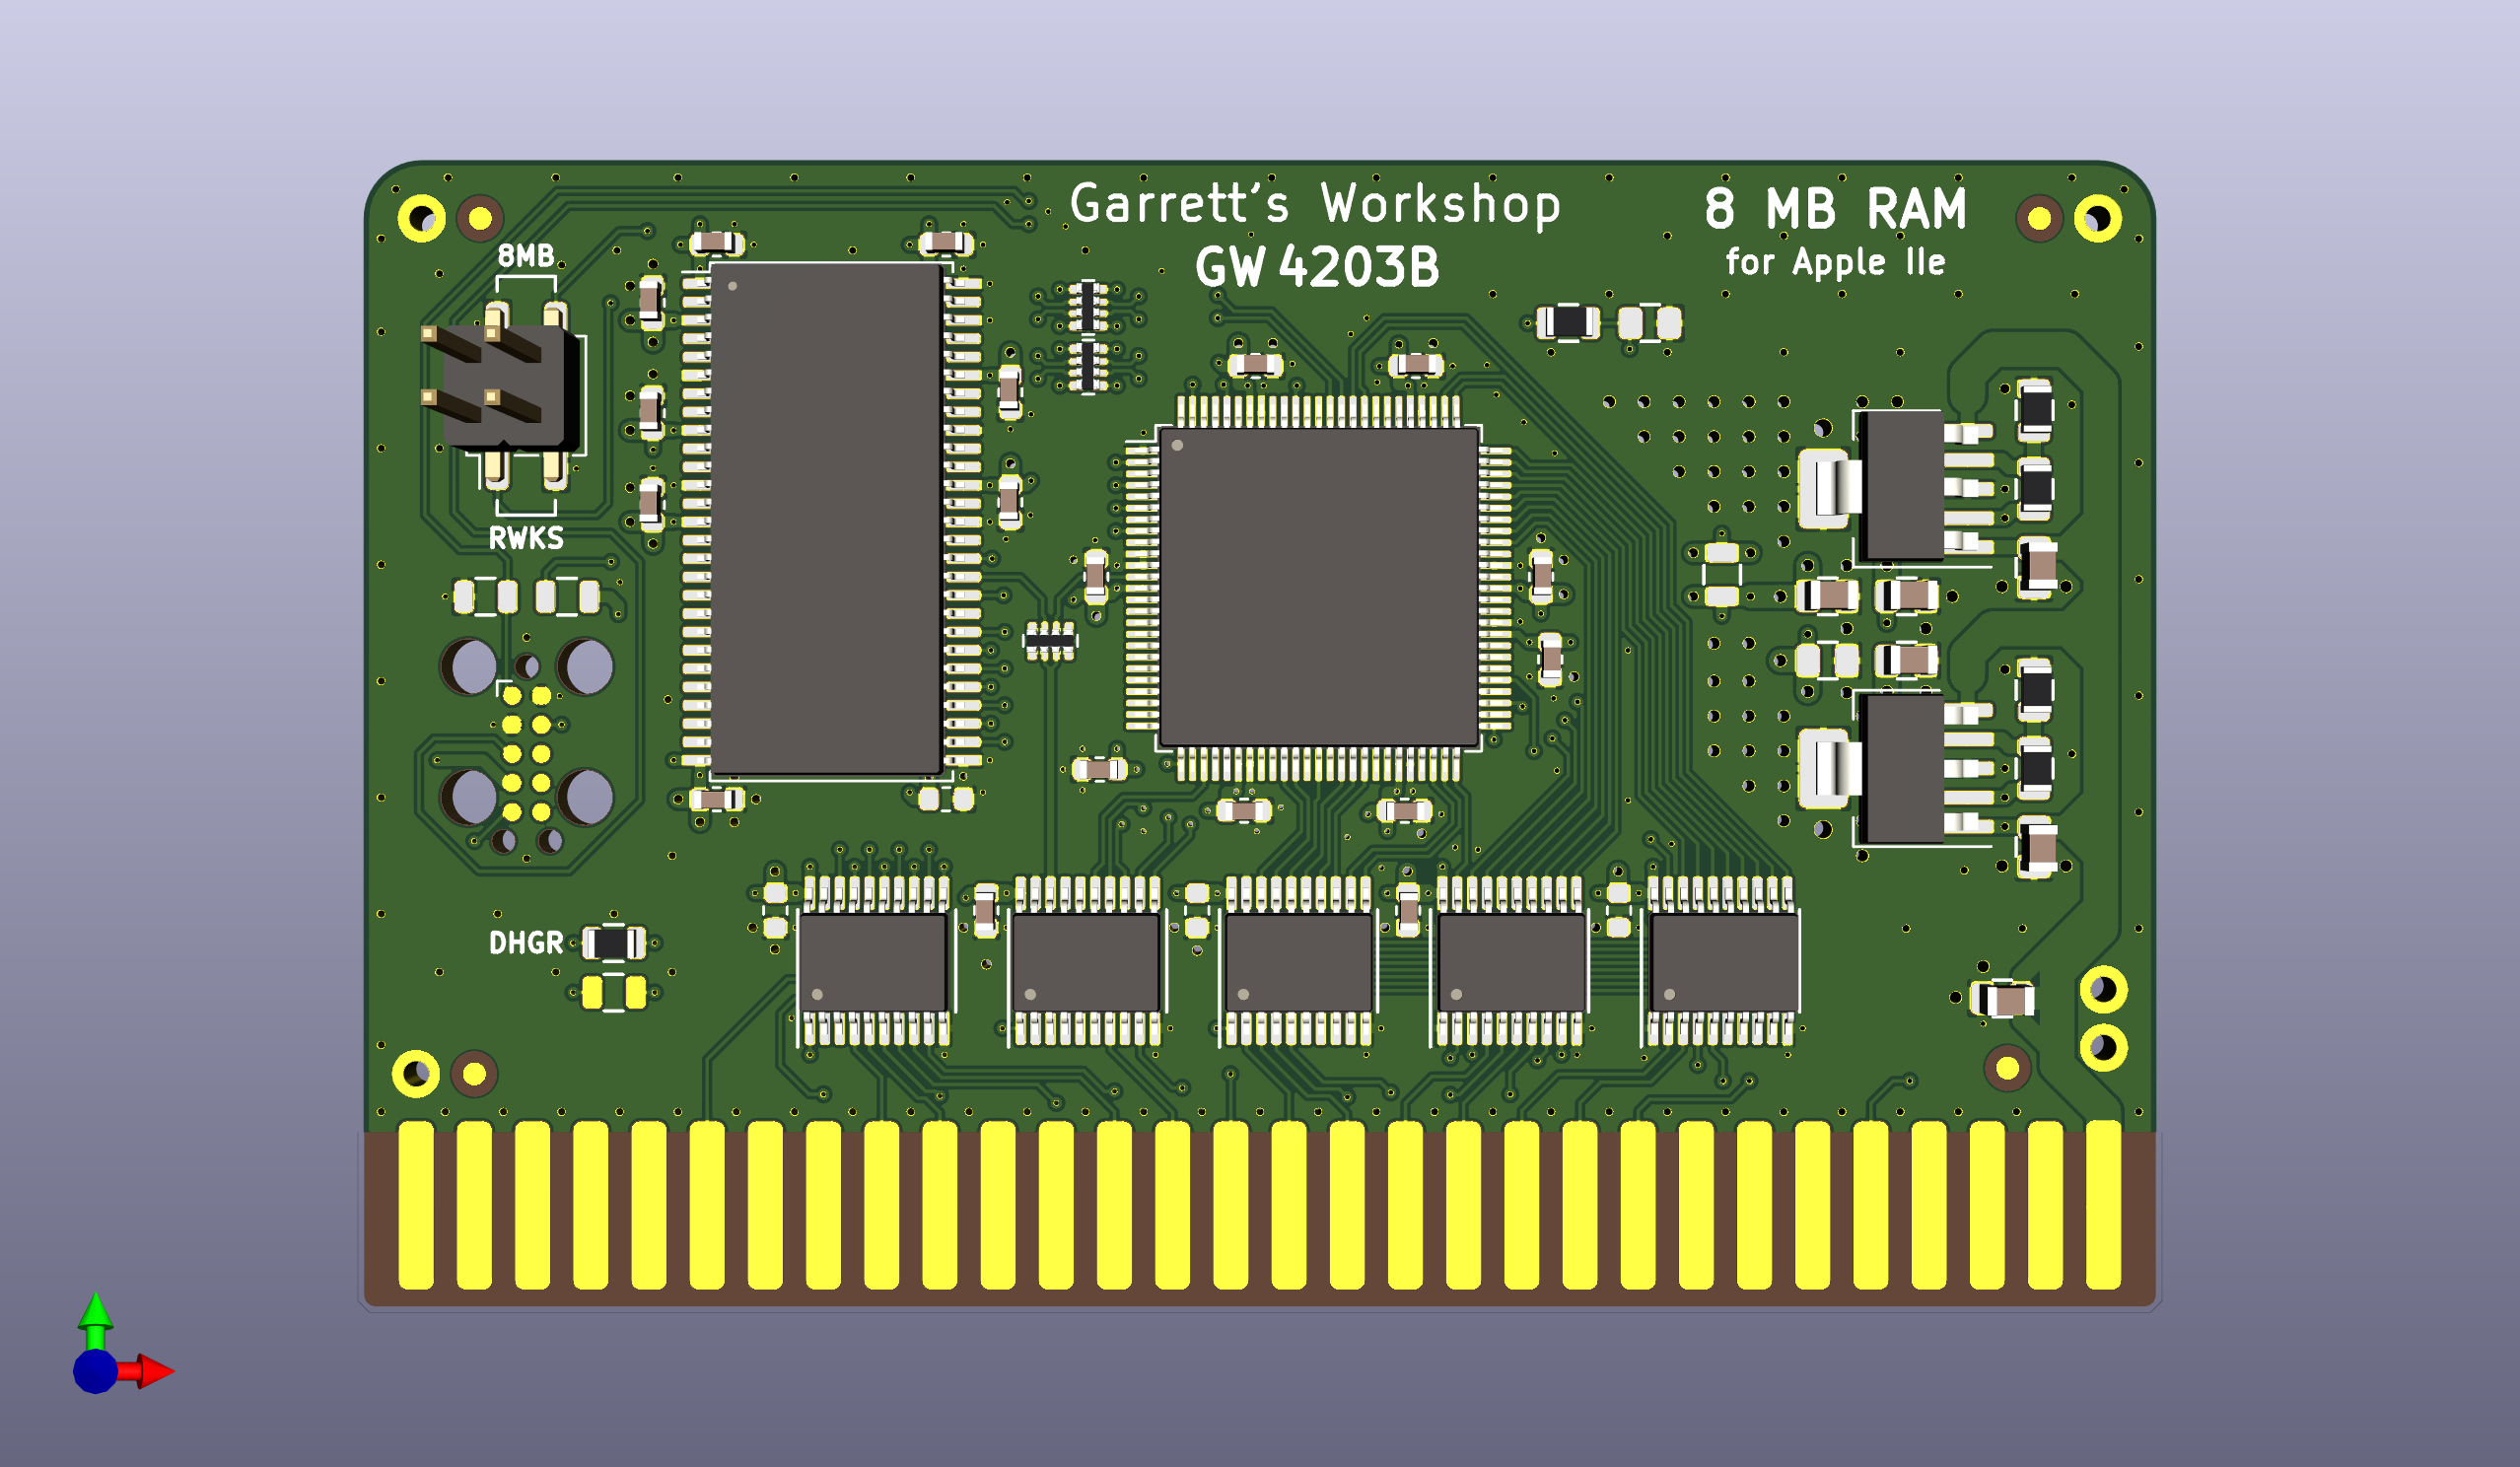 Garrett's Workshop
GW4203B
8 MB RAM
for Apple IIe
8MB
RWKS
DHGR